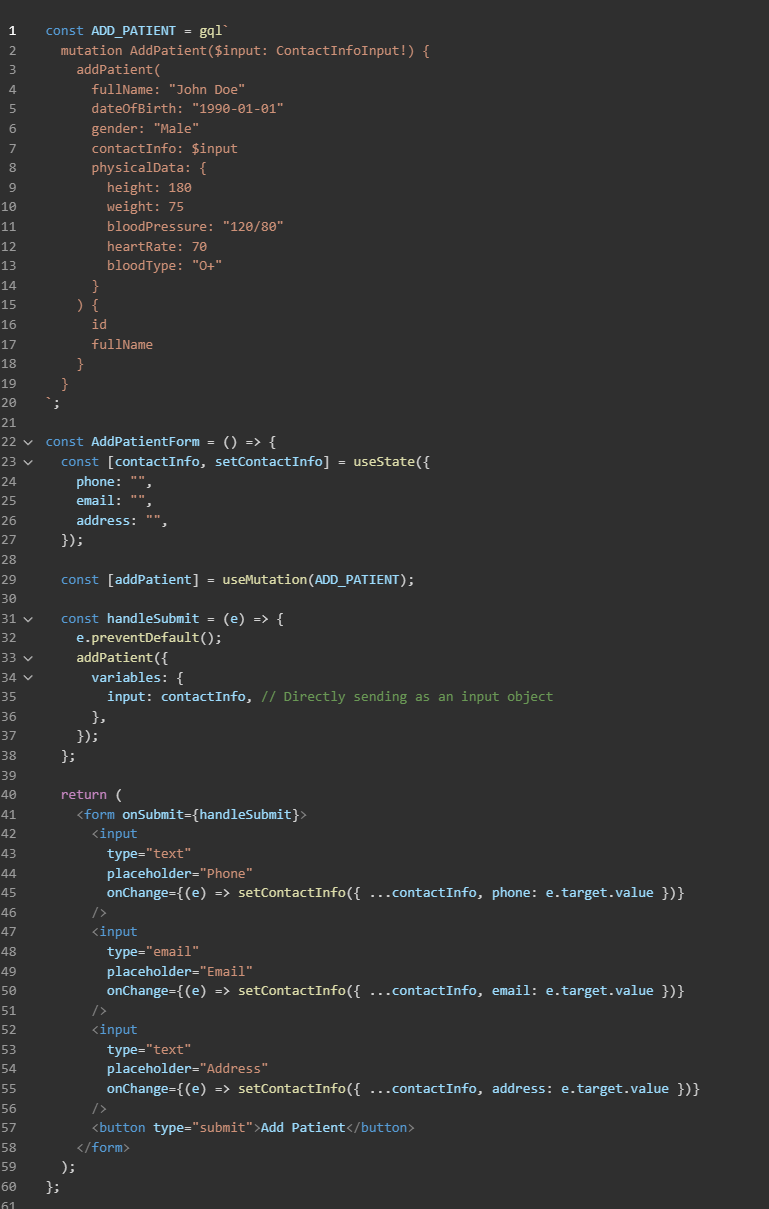 1 const ADD_PATIENT = gql`
2 mutation AddPatient($input: ContactInfoInput!) {
3 addPatient(
4 fullName: "John Doe"
5 dateOfBirth: "1990-01-01"
6 gender: "Male"
7 contactInfo: $input
8 physicalData: {
9 height: 180
10 weight: 75
11 bloodPressure: "120/80"
12 heartRate: 70
13 bloodType: "O+"
14 }
15 ) {
16 id
17 fullName
18 }
19 }
20 `;
21
22 const AddPatientForm = () => {
23 const [contactInfo, setContactInfo] = useState({
24 phone: "",
25 email: "",
26 address: "",
27 });
28
29 const [addPatient] = useMutation(ADD_PATIENT);
30
31 const handleSubmit = (e) => {
32 e.preventDefault();
33 addPatient({
34 variables: {
35 input: contactInfo, // Directly sending as an input object
36 },
37 });
38 };
39
40 return (
41 <form onSubmit={handleSubmit}>
42 <input
43 type="text"
44 placeholder="Phone"
45 onChange={(e) => setContactInfo({ ...contactInfo, phone: e.target.value })}
46 />
47 <input
48 type="email"
49 placeholder="Email"
50 onChange={(e) => setContactInfo({ ...contactInfo, email: e.target.value })}
51 />
52 <input
53 type="text"
54 placeholder="Address"
55 onChange={(e) => setContactInfo({ ...contactInfo, address: e.target.value })}
56 />
57 <button type="submit">Add Patient</button>
58 </form>
59 );
60 };
61